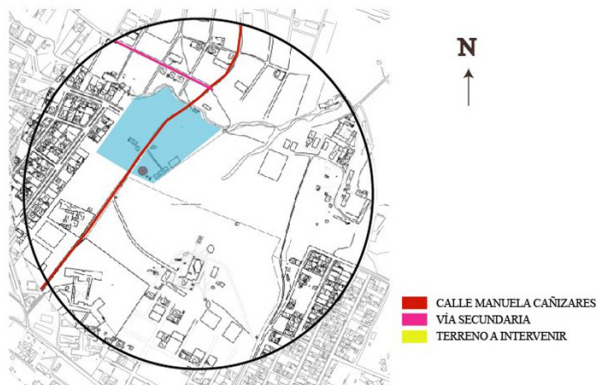 N
CALLE MANUELA CAÑIZARES
VÍA SECUNDARIA
TERRENO A INTERVENIR